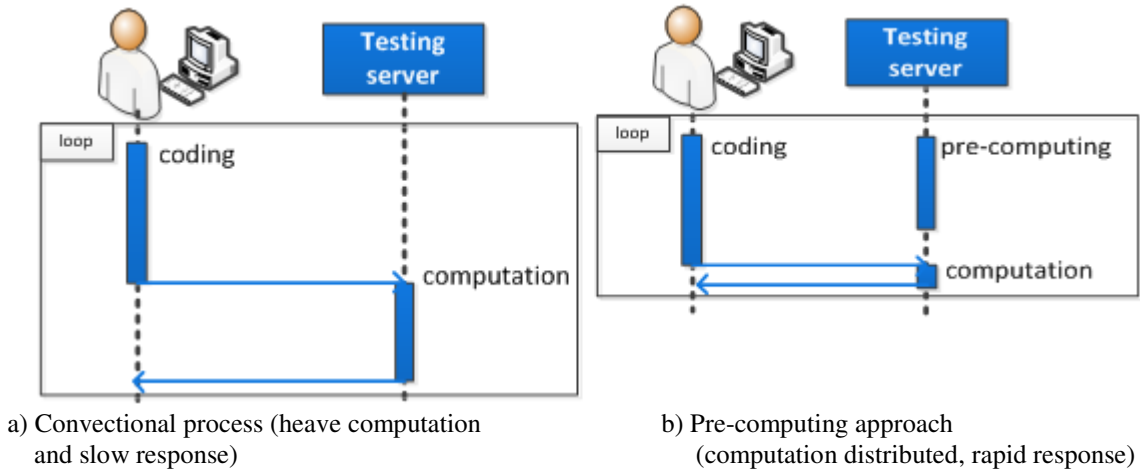 Testing
server
loop
coding
computation
a) Convectional process (heave computation
and slow response)
Testing
server
loop
coding
pre-computing
computation
b) Pre-computing approach
(computation distributed, rapid response)